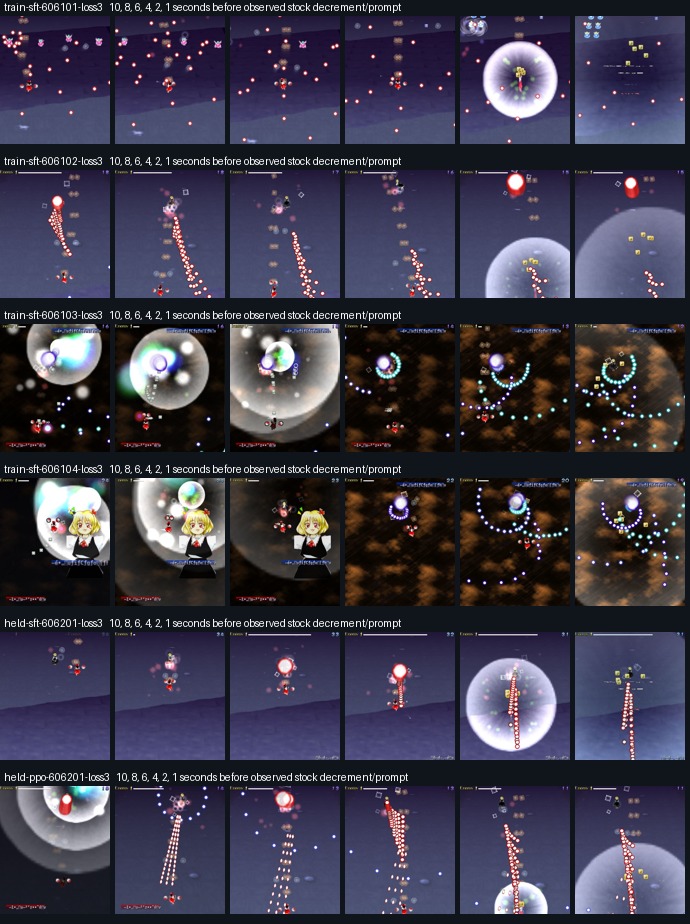 train-sft-606101-loss3 10, 8, 6, 4, 2, 1 seconds before observed stock decrement/prompt
train-sft-606102-loss3 10, 8, 6, 4, 2, 1 seconds before observed stock decrement/prompt
train-sft-606103-loss3 10, 8, 6, 4, 2, 1 seconds before observed stock decrement/prompt
train-sft-606104-loss3 10, 8, 6, 4, 2, 1 seconds before observed stock decrement/prompt
held-sft-606201-loss3 10, 8, 6, 4, 2, 1 seconds before observed stock decrement/prompt
held-ppo-606201-loss3 10, 8, 6, 4, 2, 1 seconds before observed stock decrement/prompt